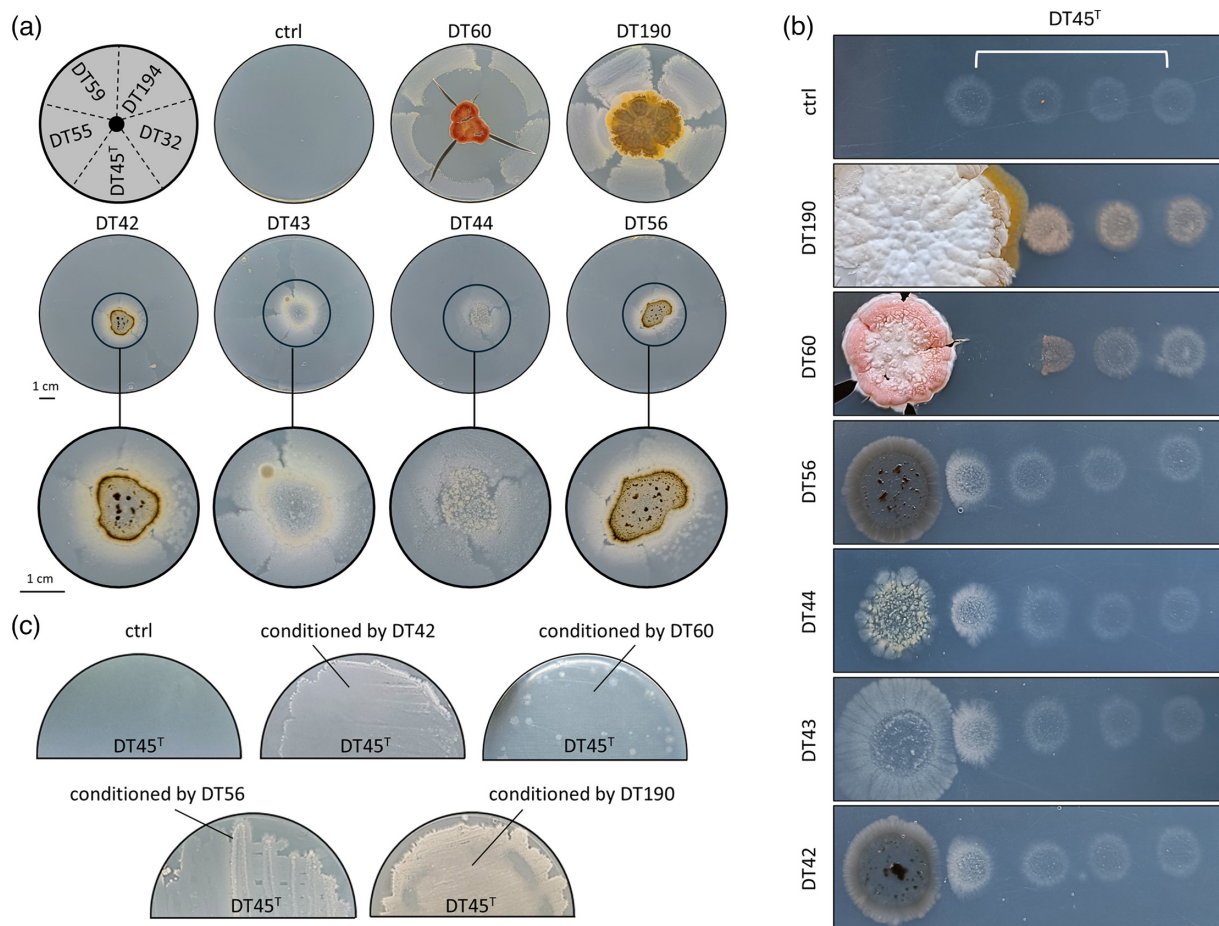 (a)
ctrl
DT60
DT190
DT59
DT194
DT55
DT32
DT45ᵀ
DT42
DT43
DT44
DT56
1 cm
1 cm
(b)
DT45ᵀ
ctrl
DT190
DT60
DT56
DT44
DT43
DT42
(c)
ctrl
conditioned by DT42
conditioned by DT60
DT45ᵀ
DT45ᵀ
DT45ᵀ
conditioned by DT56
conditioned by DT190
DT45ᵀ
DT45ᵀ